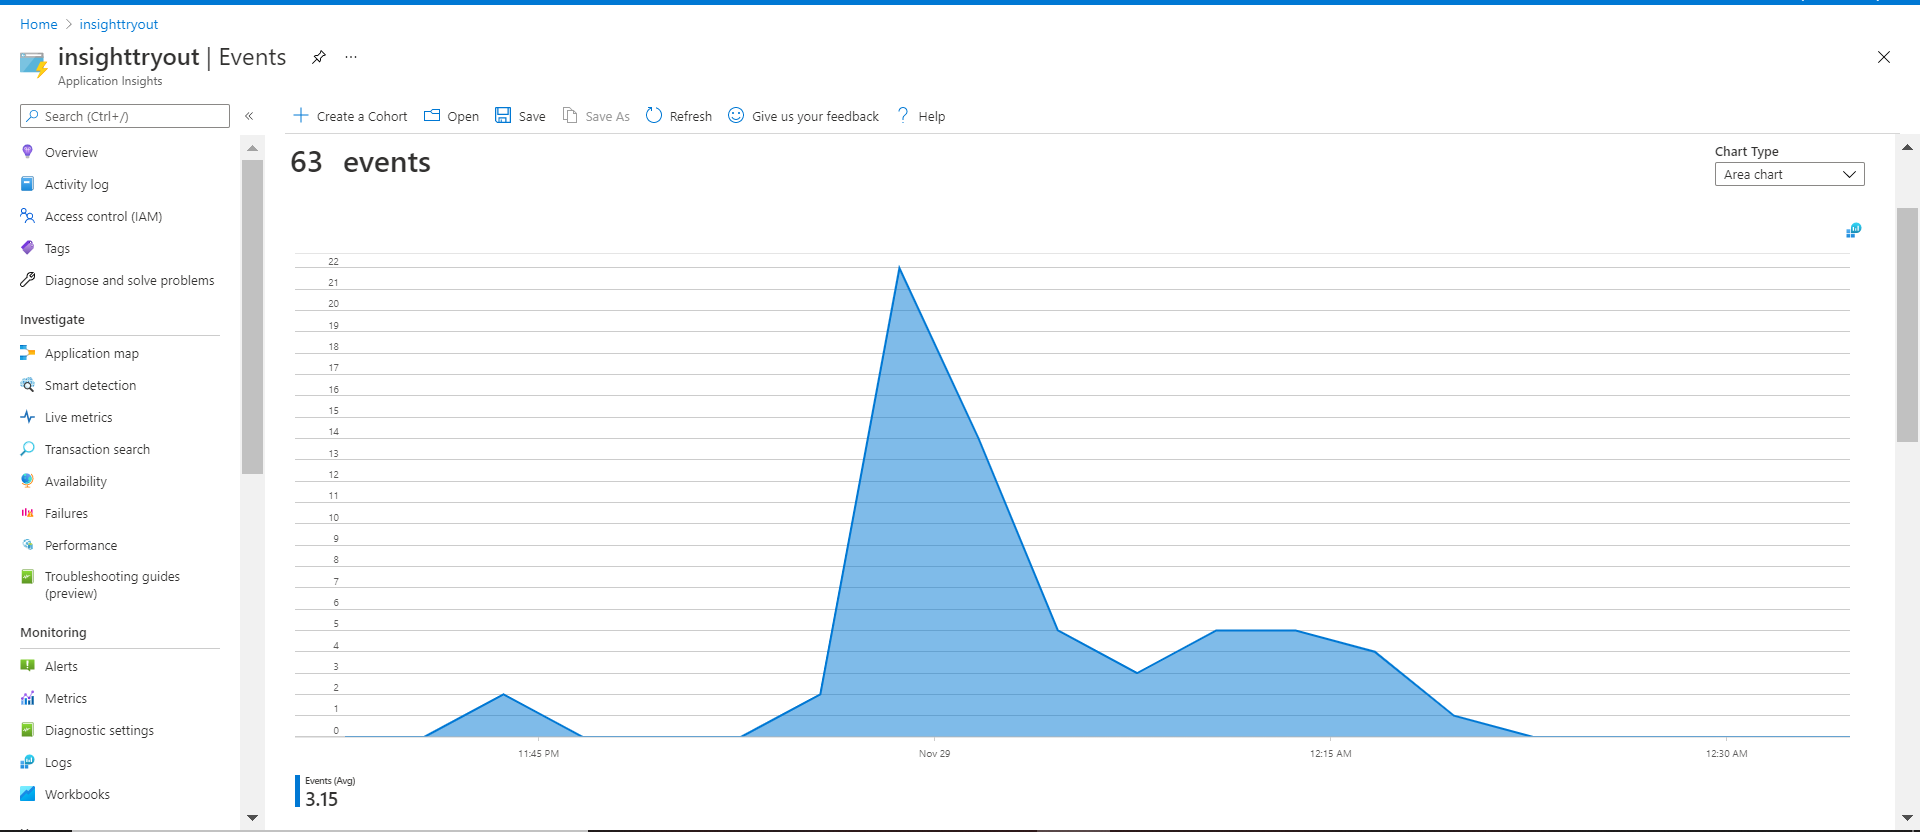 Home > insighttryout
insighttryout | Events
Application Insights
Search (Ctrl+/)
«
Create a Cohort
Open
Save
Save As
Refresh
Give us your feedback
? Help
Overview
Activity log
Access control (IAM)
Tags
Diagnose and solve problems
Investigate
Application map
Smart detection
Live metrics
Transaction search
Availability
Failures
Performance
Troubleshooting guides
(preview)
Monitoring
Alerts
Metrics
Diagnostic settings
Logs
Workbooks
63 events
Chart Type
Area chart
22
21
20
19
18
17
16
15
14
13
12
11
10
9
8
7
6
5
4
3
2
1
0
11:45 PM
Nov 29
12:15 AM
12:30 AM
Events (Avg)
3.15